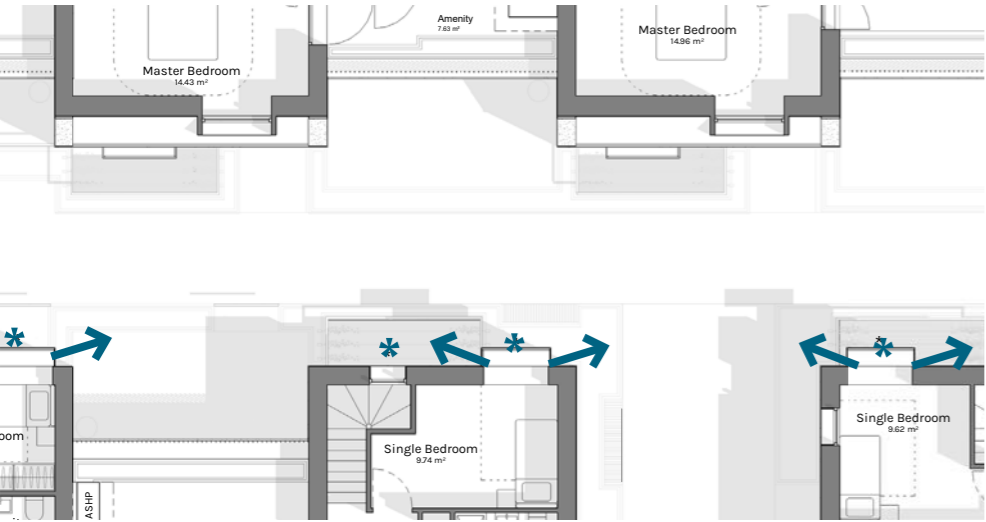 Amenity
7.63 m²
Master Bedroom
14.96 m²
Master Bedroom
14.43 m²
*
*
*
*
Single Bedroom
9.62 m²
oom
Single Bedroom
9.74 m²
ASHP